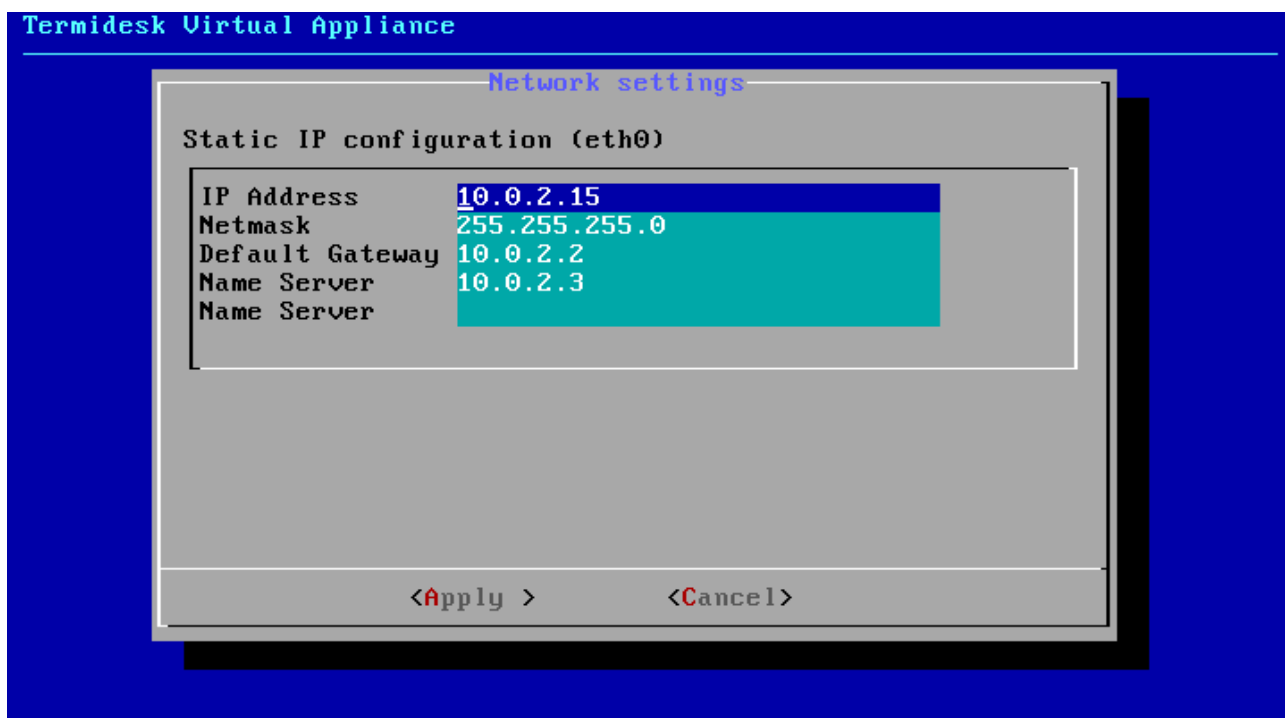 Termidesk Virtual Appliance
Network settings
Static IP configuration (eth0)
IP Address 10.0.2.15
Netmask 255.255.255.0
Default Gateway 10.0.2.2
Name Server 10.0.2.3
Name Server
<Apply > <Cancel>